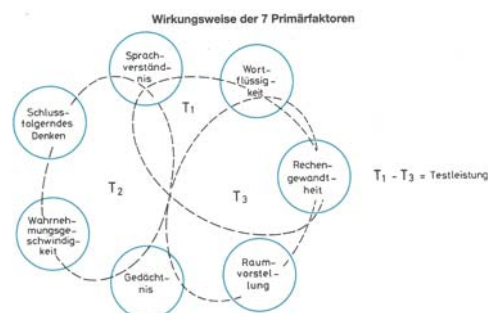 Wirkungsweise der 7 Primärfaktoren
Sprach-
verständ-
nis
Wort-
flüssig-
keit
T1
Schluss-
folgerndes
Denken
Rechen-
gewandt-
heit
T1 - T3 = Testleistung
T2
T3
Wahrneh-
mungsge-
schwindig-
keit
Gedächt-
nis
Raum-
vorstel-
lung